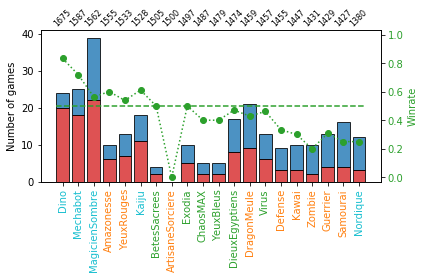 1675 1587 1562 1555 1533 1528 1505 1500 1497 1487 1479 1474 1459 1457 1455 1447 1431 1429 1427 1380
40
30
20
10
0
Number of games
1.0
0.8
0.6
0.4
0.2
0.0
Winrate
Dino
Mechabot
MagicienSombre
Amazonesse
YeuxRouges
Kaiju
BetesSacrees
ArtisaneSorciere
Exodia
ChaosMAX
YeuxBleus
DieuxEgyptiens
DragonMeule
Virus
Defense
Kawai
Zombie
Guerrier
Samourai
Nordique